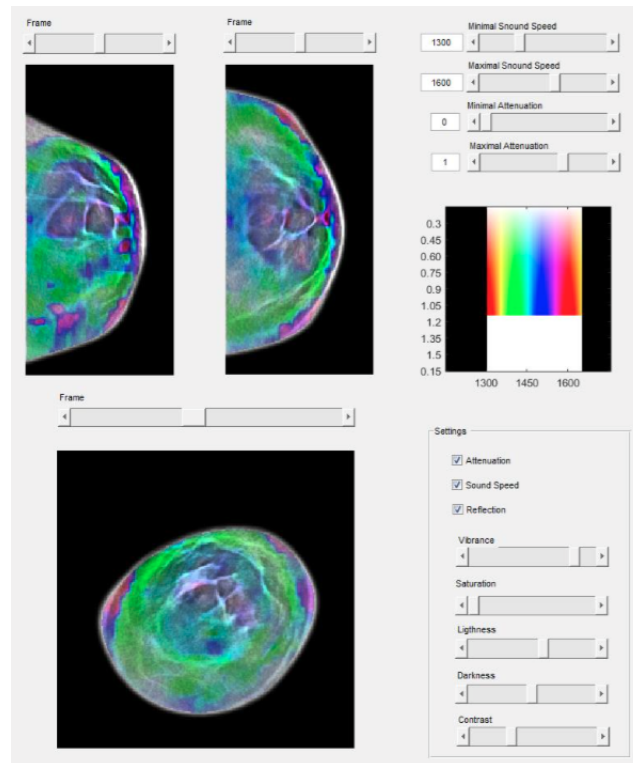 Frame
Frame
Minimal Snound Speed
1300
Maximal Snound Speed
1600
Minimal Attenuation
0
Maximal Attenuation
1
0.3
0.45
0.60
0.75
0.9
1.05
1.2
1.35
1.5
0.15
1300 1450 1600
Frame
Settings
Attenuation
Sound Speed
Reflection
Vibrance
Saturation
Ligthness
Darkness
Contrast